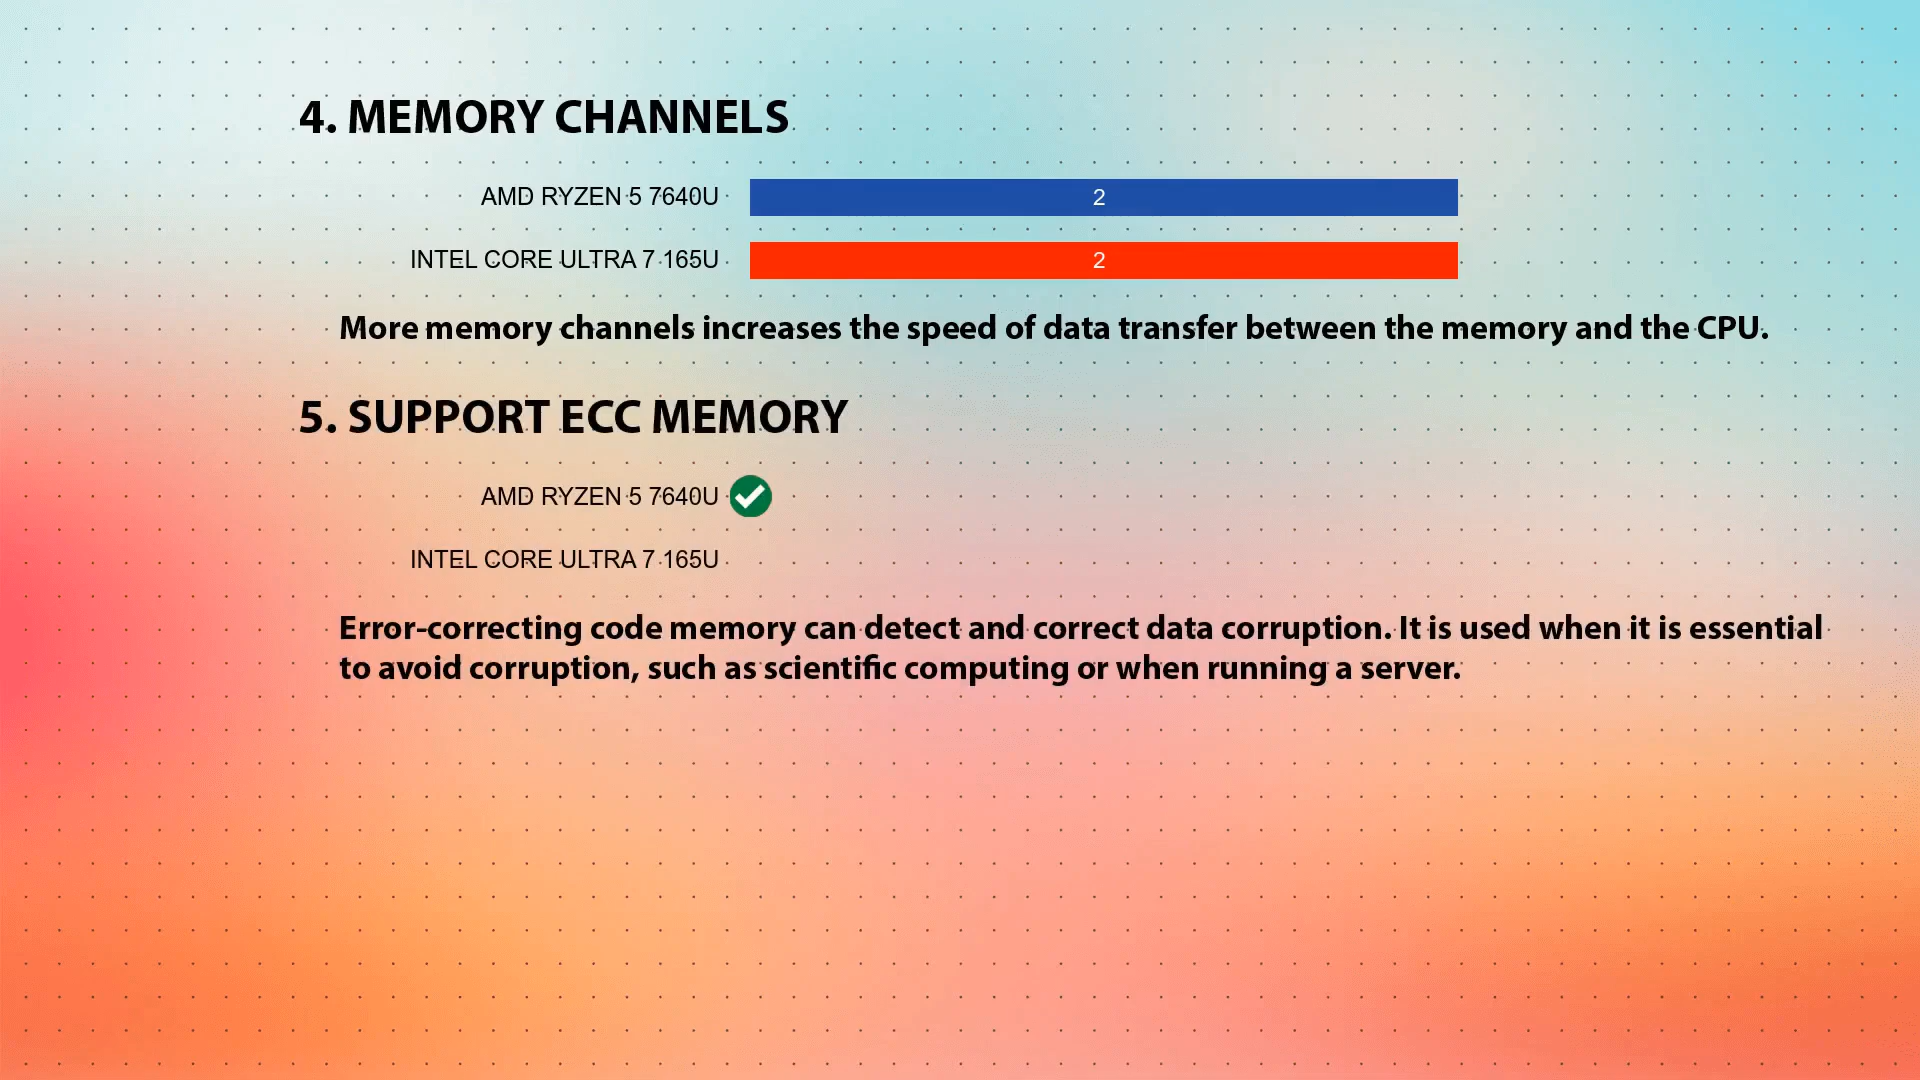 4. MEMORY CHANNELS
AMD RYZEN 5 7640U
2
INTEL CORE ULTRA 7 165U
2
More memory channels increases the speed of data transfer between the memory and the CPU.
5. SUPPORT ECC MEMORY
AMD RYZEN 5 7640U
INTEL CORE ULTRA 7 165U
Error-correcting code memory can detect and correct data corruption. It is used when it is essential
to avoid corruption, such as scientific computing or when running a server.